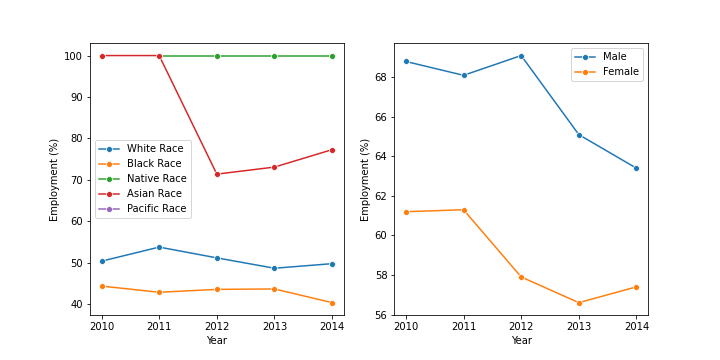 100
90
80
70
60
50
40
Employment (%)
White Race
Black Race
Native Race
Asian Race
Pacific Race
2010 2011 2012 2013 2014
Year
68
66
64
62
60
58
56
Employment (%)
Male
Female
2010 2011 2012 2013 2014
Year